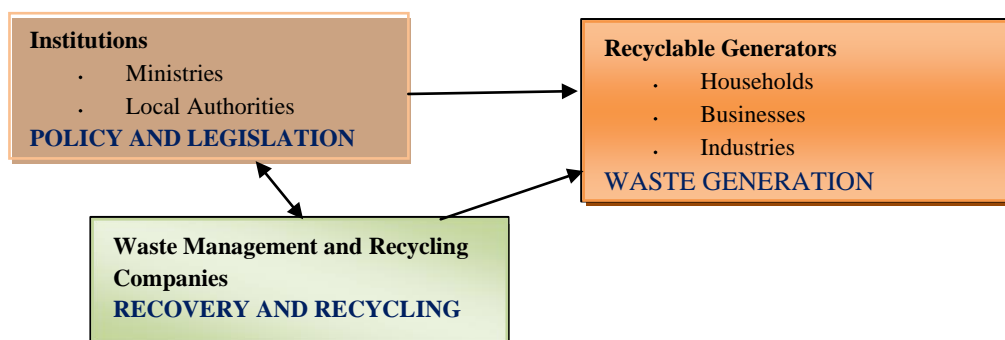 Institutions
· Ministries
· Local Authorities
POLICY AND LEGISLATION
Recyclable Generators
· Households
· Businesses
· Industries
WASTE GENERATION
Waste Management and Recycling
Companies
RECOVERY AND RECYCLING